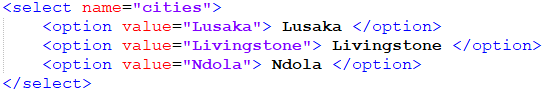 <select name="cities">
    <option value="Lusaka"> Lusaka </option>
    <option value="Livingstone"> Livingstone </option>
    <option value="Ndola"> Ndola </option>
</select>